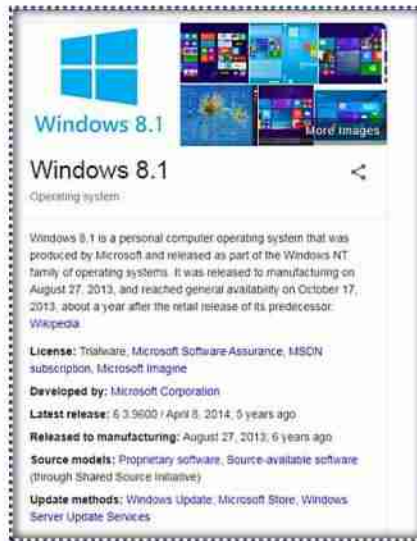 Windows 8.1
More images
Windows 8.1
Operating system
Windows 8.1 is a personal computer operating system that was
produced by Microsoft and released as part of the Windows NT
family of operating systems. It was released to manufacturing on
August 27, 2013, and reached general availability on October 17,
2013, about a year after the retail release of its predecessor.
Wikipedia
License: Trialware, Microsoft Software Assurance, MSDN
subscription, Microsoft Imagine
Developed by: Microsoft Corporation
Latest release: 6.3.9600 / April 8, 2014; 5 years ago
Released to manufacturing: August 27, 2013; 6 years ago
Source models: Proprietary software, Source-available software
(through Shared Source Initiative)
Update methods: Windows Update, Microsoft Store, Windows
Server Update Services